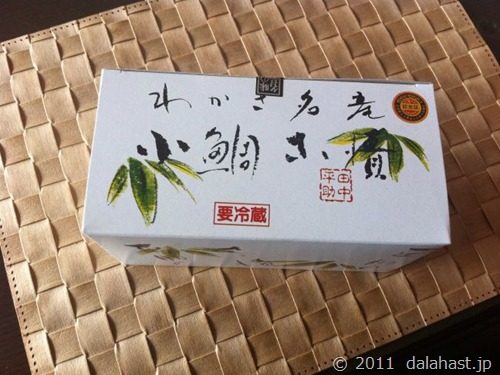 わかさ名産
小鯛さゝ漬
田中
平助
要冷蔵
© 2011 dalahast.jp